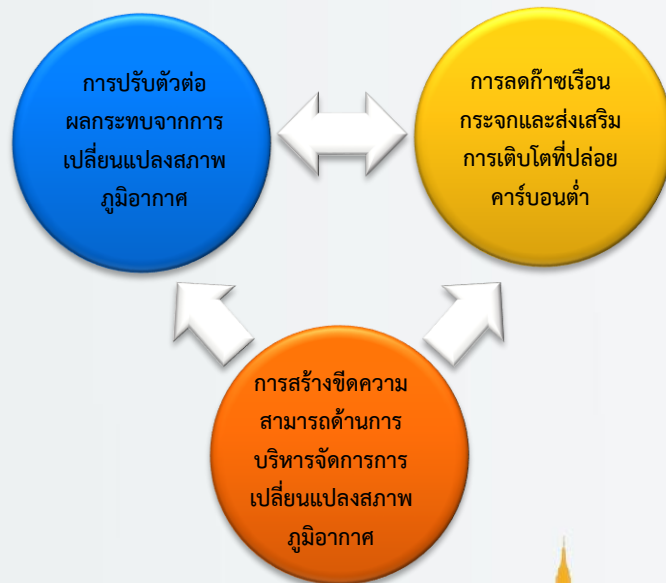 การปรับตัวต่อ
ผลกระทบจากการ
เปลี่ยนแปลงสภาพ
ภูมิอากาศ
การลดก๊าซเรือน
กระจกและส่งเสริม
การเติบโตที่ปล่อย
คาร์บอนต่ำ
การสร้างขีดความ
สามารถด้านการ
บริหารจัดการการ
เปลี่ยนแปลงสภาพ
ภูมิอากาศ